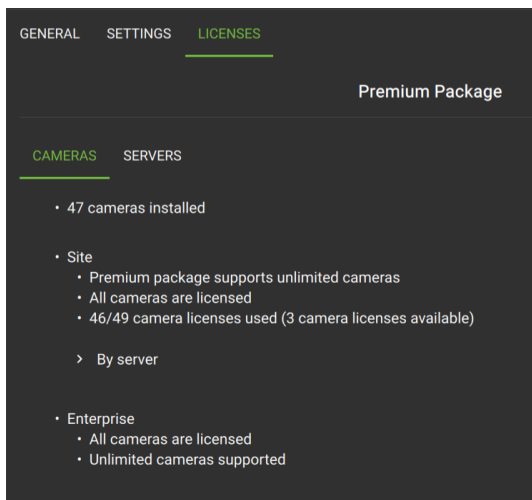 GENERAL SETTINGS LICENSES
Premium Package
CAMERAS SERVERS
• 47 cameras installed
• Site
• Premium package supports unlimited cameras
• All cameras are licensed
• 46/49 camera licenses used (3 camera licenses available)
> By server
• Enterprise
• All cameras are licensed
• Unlimited cameras supported